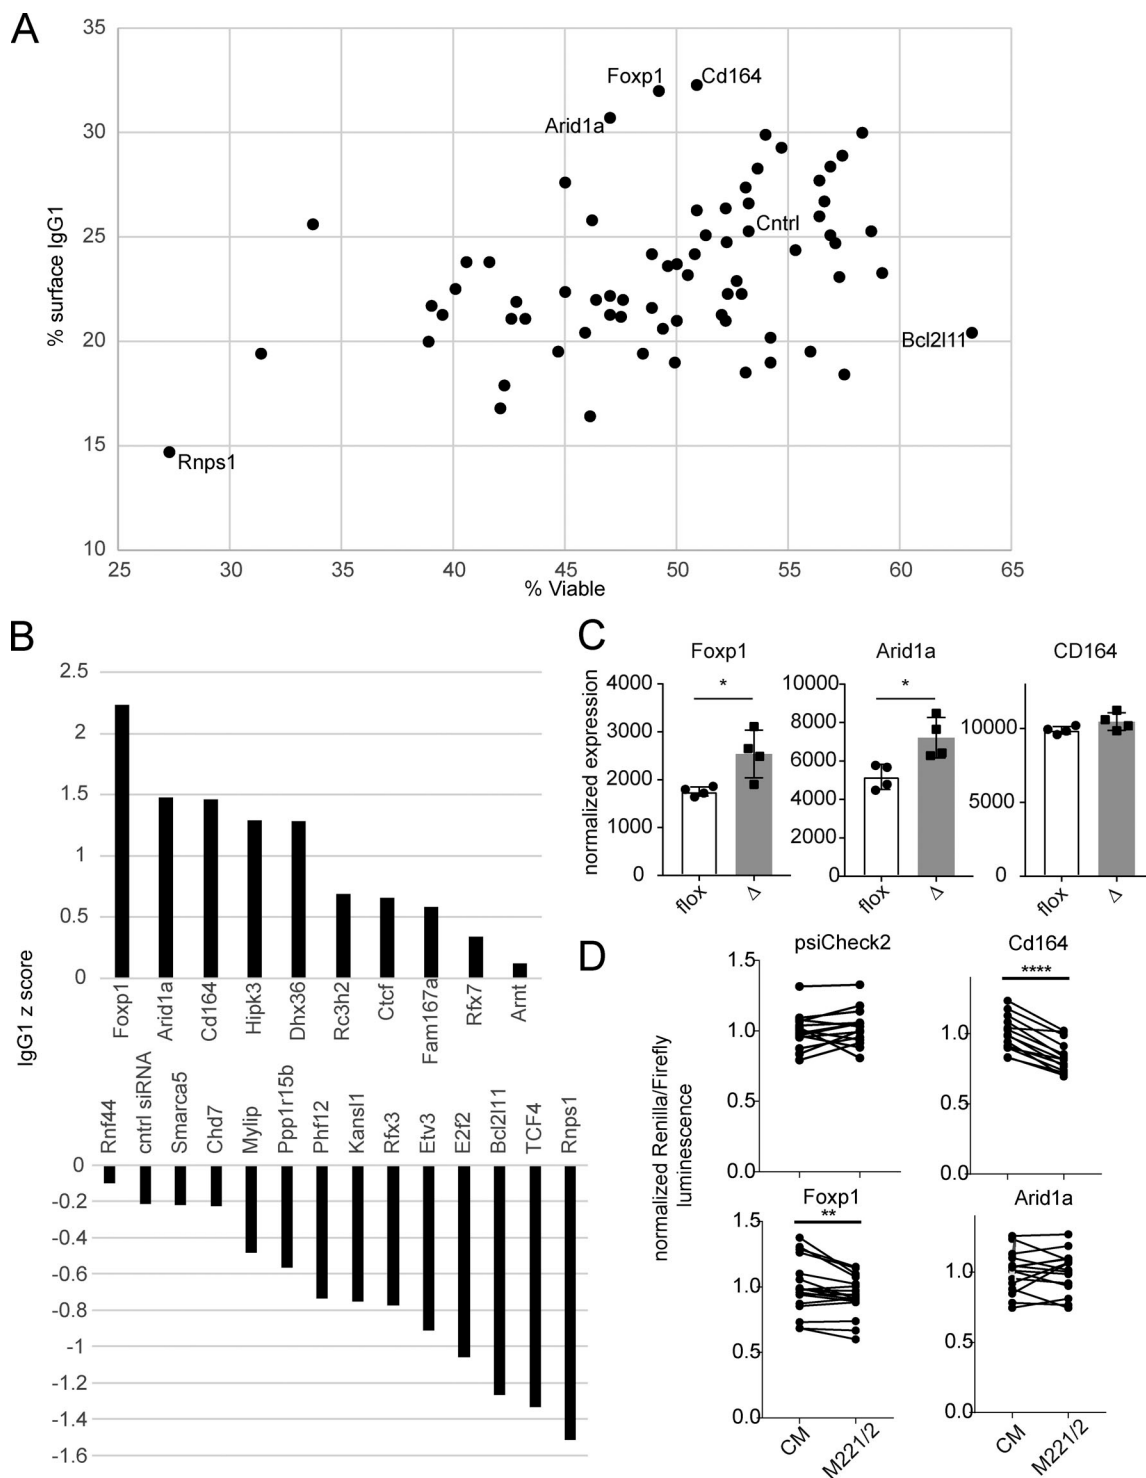 A
35
30
25
20
15
10
% surface IgG1
Foxp1
Cd164
Arid1a
Cntrl
Bcl2l11
Rnps1
25 30 35 40 45 50 55 60 65
% Viable
B
2.5
2
1.5
1
0.5
0
Foxp1 Arid1a Cd164 Hipk3 Dhx36 Rc3h2 Ctcf Fam167a Rfx7 Arnt
IgG1 z score
Rnf44 cntrl siRNA Smarca5 Chd7 Mylip Ppp1r15b Phf12 Kansl1 Rfx3 Etv3 E2f2 Bcl2l11 TCF4 Rnps1
0
-0.2
-0.4
-0.6
-0.8
-1
-1.2
-1.4
-1.6
C
normalized expression
Foxp1
*
4000
3000
2000
1000
0
flox Δ
Arid1a
*
10000
8000
6000
4000
2000
0
flox Δ
CD164
10000
5000
0
flox Δ
D
normalized Renilla/Firefly
luminescence
psiCheck2
1.5
1.0
0.5
0.0
Cd164
****
1.0
0.5
0.0
Foxp1
**
1.5
1.0
0.5
0.0
CM M221/2
Arid1a
1.0
0.5
0.0
CM M221/2